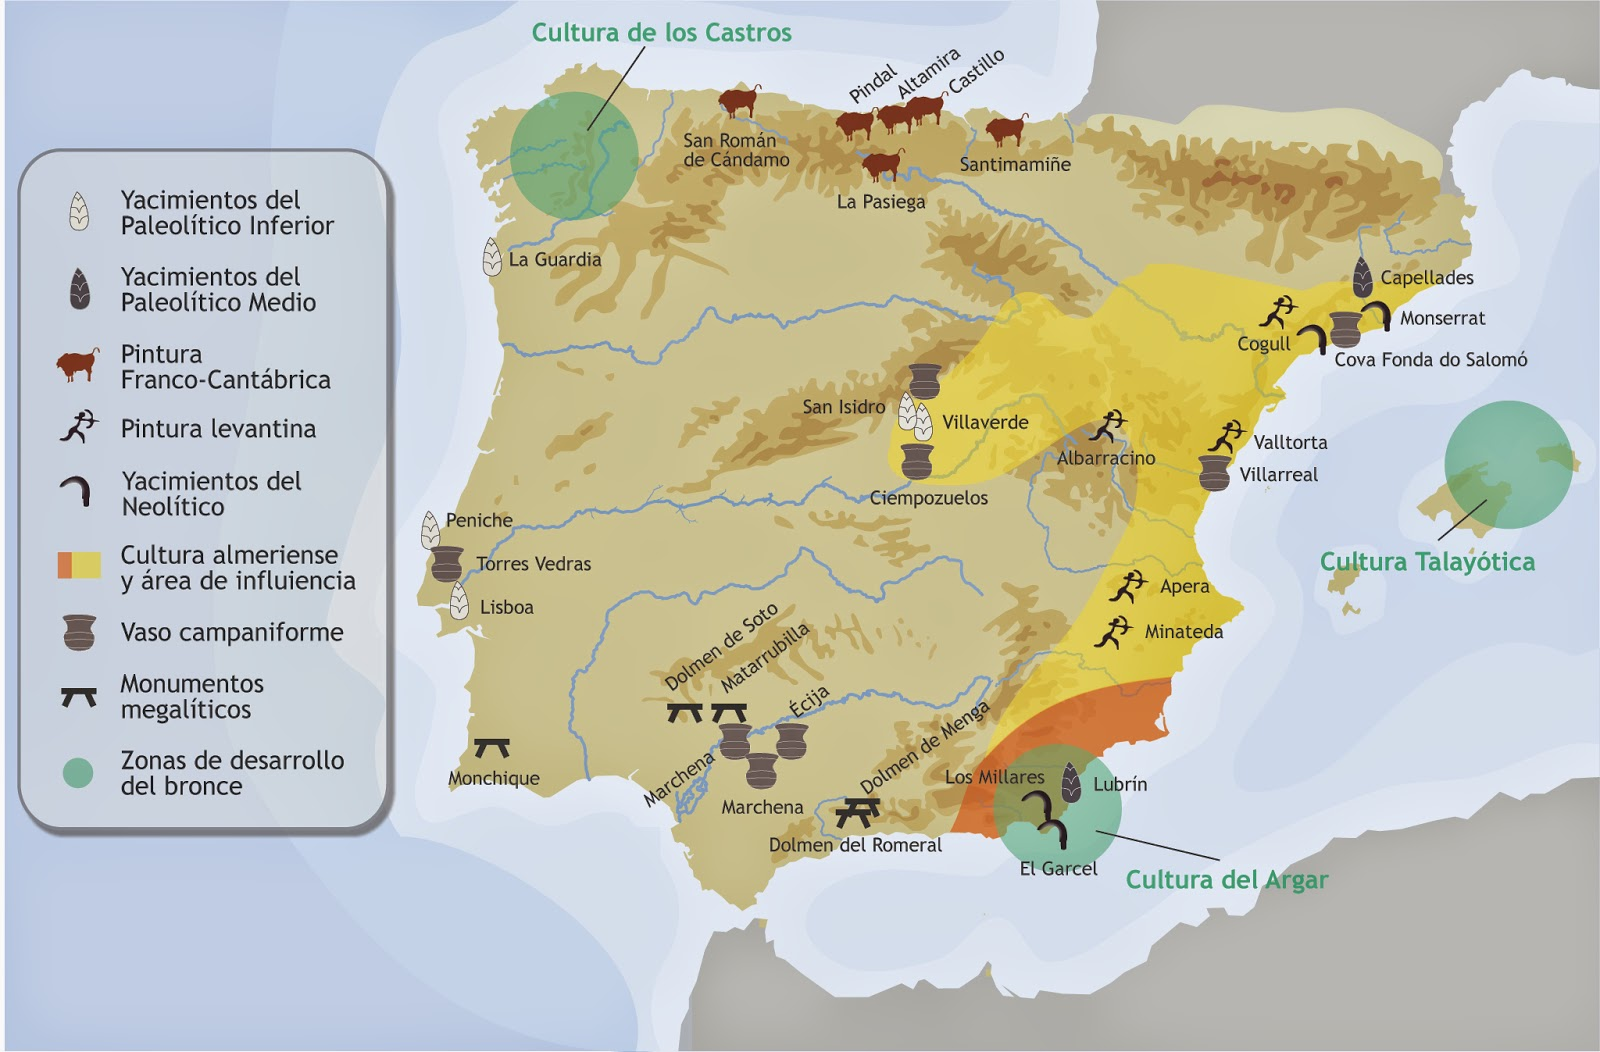 Cultura de los Castros
Pindal
Altamira
Castillo
San Román
de Cándamo
Santimamiñe
La Pasiega
La Guardia
Yacimientos del
Paleolítico Inferior
Yacimientos del
Paleolítico Medio
Pintura
Franco-Cantábrica
Pintura levantina
Yacimientos del
Neolítico
Cultura almeriense
y área de influiencia
Vaso campaniforme
Monumentos
megalíticos
Zonas de desarrollo
del bronce
Capellades
Monserrat
Cogull
Cova Fonda do Salomó
San Isidro
Villaverde
Albarracino
Valltorta
Villarreal
Ciempozuelos
Peniche
Torres Vedras
Lisboa
Cultura Talayótica
Apera
Minateda
Dolmen de Soto
Matarrubilla
Écija
Marchena
Marchena
Monchique
Dolmen de Menga
Dolmen del Romeral
Los Millares
Lubrín
El Garcel
Cultura del Argar